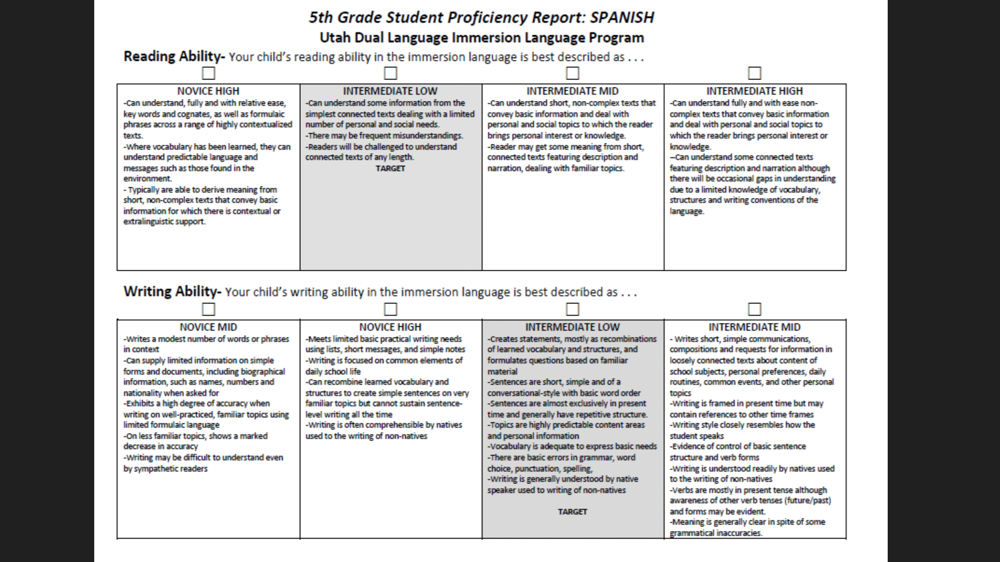 5th Grade Student Proficiency Report: SPANISH
Utah Dual Language Immersion Language Program
Reading Ability- Your child's reading ability in the immersion language is best described as . . .
NOVICE HIGH
-Can understand, fully and with relative ease,
key words and cognates, as well as formulaic
phrases across a range of highly contextualized
texts.
-Where vocabulary has been learned, they can
understand predictable language and
messages such as those found in the
environment.
- Typically are able to derive meaning from
short, non-complex texts that convey basic
information for which there is contextual or
extralinguistic support.
INTERMEDIATE LOW
-Can understand some information from the
simplest connected texts dealing with a limited
number of personal and social needs.
-There may be frequent misunderstandings.
-Readers will be challenged to understand
connected texts of any length.
TARGET
INTERMEDIATE MID
-Can understand short, non-complex texts that
convey basic information and deal with
personal and social topics to which the reader
brings personal interest or knowledge.
-Reader may get some meaning from short,
connected texts featuring description and
narration, dealing with familiar topics.
INTERMEDIATE HIGH
-Can understand fully and with ease non-
complex texts that convey basic information
and deal with personal and social topics to
which the reader brings personal interest or
knowledge.
–Can understand some connected texts
featuring description and narration although
there will be occasional gaps in understanding
due to a limited knowledge of vocabulary,
structures and writing conventions of the
language.
Writing Ability- Your child's writing ability in the immersion language is best described as . . .
NOVICE MID
-Writes a modest number of words or phrases
in context
-Can supply limited information on simple
forms and documents, including biographical
information, such as names, numbers and
nationality when asked for
-Exhibits a high degree of accuracy when
writing on well-practiced, familiar topics using
limited formulaic language
-On less familiar topics, shows a marked
decrease in accuracy
-Writing may be difficult to understand even
by sympathetic readers
NOVICE HIGH
-Meets limited basic practical writing needs
using lists, short messages, and simple notes
-Writing is focused on common elements of
daily school life
-Can recombine learned vocabulary and
structures to create simple sentences on very
familiar topics but cannot sustain sentence-
level writing all the time
-Writing is often comprehensible by natives
used to the writing of non-natives
INTERMEDIATE LOW
-Creates statements, mostly as recombinations
of learned vocabulary and structures, and
formulates questions based on familiar
material
-Sentences are short, simple and of a
conversational-style with basic word order
-Sentences are almost exclusively in present
time and generally have repetitive structure.
-Topics are highly predictable content areas
and personal information
-Vocabulary is adequate to express basic needs
-There are basic errors in grammar, word
choice, punctuation, spelling,
-Writing is generally understood by native
speaker used to writing of non-natives
TARGET
INTERMEDIATE MID
- Writes short, simple communications,
compositions and requests for information in
loosely connected texts about content of
school subjects, personal preferences, daily
routines, common events, and other personal
topics
-Writing is framed in present time but may
contain references to other time frames
-Writing style closely resembles how the
student speaks
-Evidence of control of basic sentence
structure and verb forms
-Writing is understood readily by natives used
to the writing of non-natives
-Verbs are mostly in present tense although
awareness of other verb tenses (future/past)
and forms may be evident.
-Meaning is generally clear in spite of some
grammatical inaccuracies.